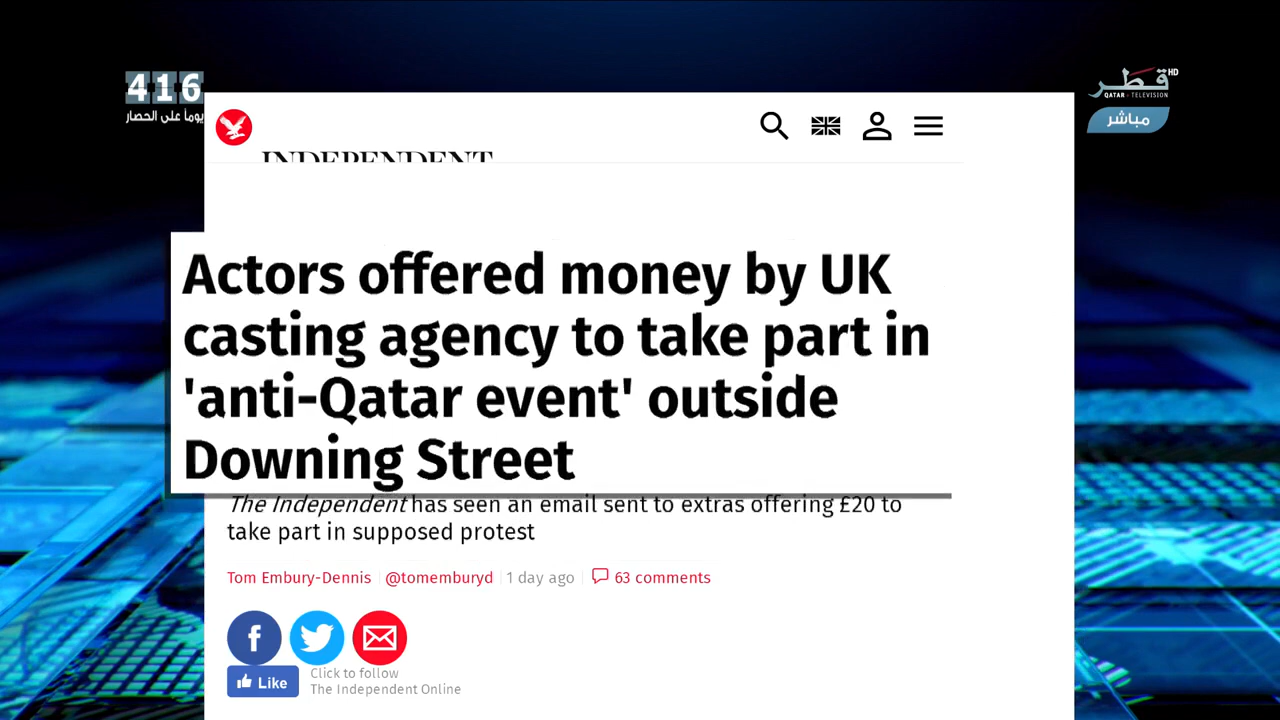 416
يوماً على الحصار
قطر HD
QATAR - TELEVISION
مباشر
INDEPENDENT
Actors offered money by UK
casting agency to take part in
'anti-Qatar event' outside
Downing Street
The Independent has seen an email sent to extras offering £20 to
take part in supposed protest
Tom Embury-Dennis | @tomemburyd | 1 day ago | 63 comments
f
Like
Click to follow
The Independent Online